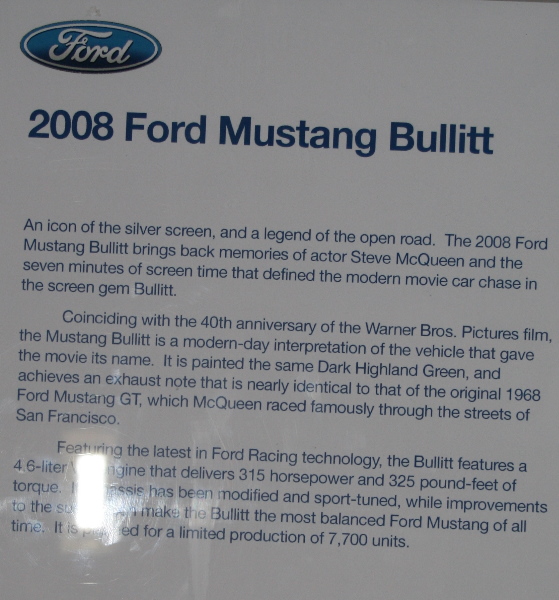 Ford
2008 Ford Mustang Bullitt
An icon of the silver screen, and a legend of the open road. The 2008 Ford
Mustang Bullitt brings back memories of actor Steve McQueen and the
seven minutes of screen time that defined the modern movie car chase in
the screen gem Bullitt.
Coinciding with the 40th anniversary of the Warner Bros. Pictures film,
the Mustang Bullitt is a modern-day interpretation of the vehicle that gave
the movie its name. It is painted the same Dark Highland Green, and
achieves an exhaust note that is nearly identical to that of the original 1968
Ford Mustang GT, which McQueen raced famously through the streets of
San Francisco.
Featuring the latest in Ford Racing technology, the Bullitt features a
4.6-liter engine that delivers 315 horsepower and 325 pound-feet of
torque. chassis has been modified and sport-tuned, while improvements
to the make the Bullitt the most balanced Ford Mustang of all
time. It is planned for a limited production of 7,700 units.